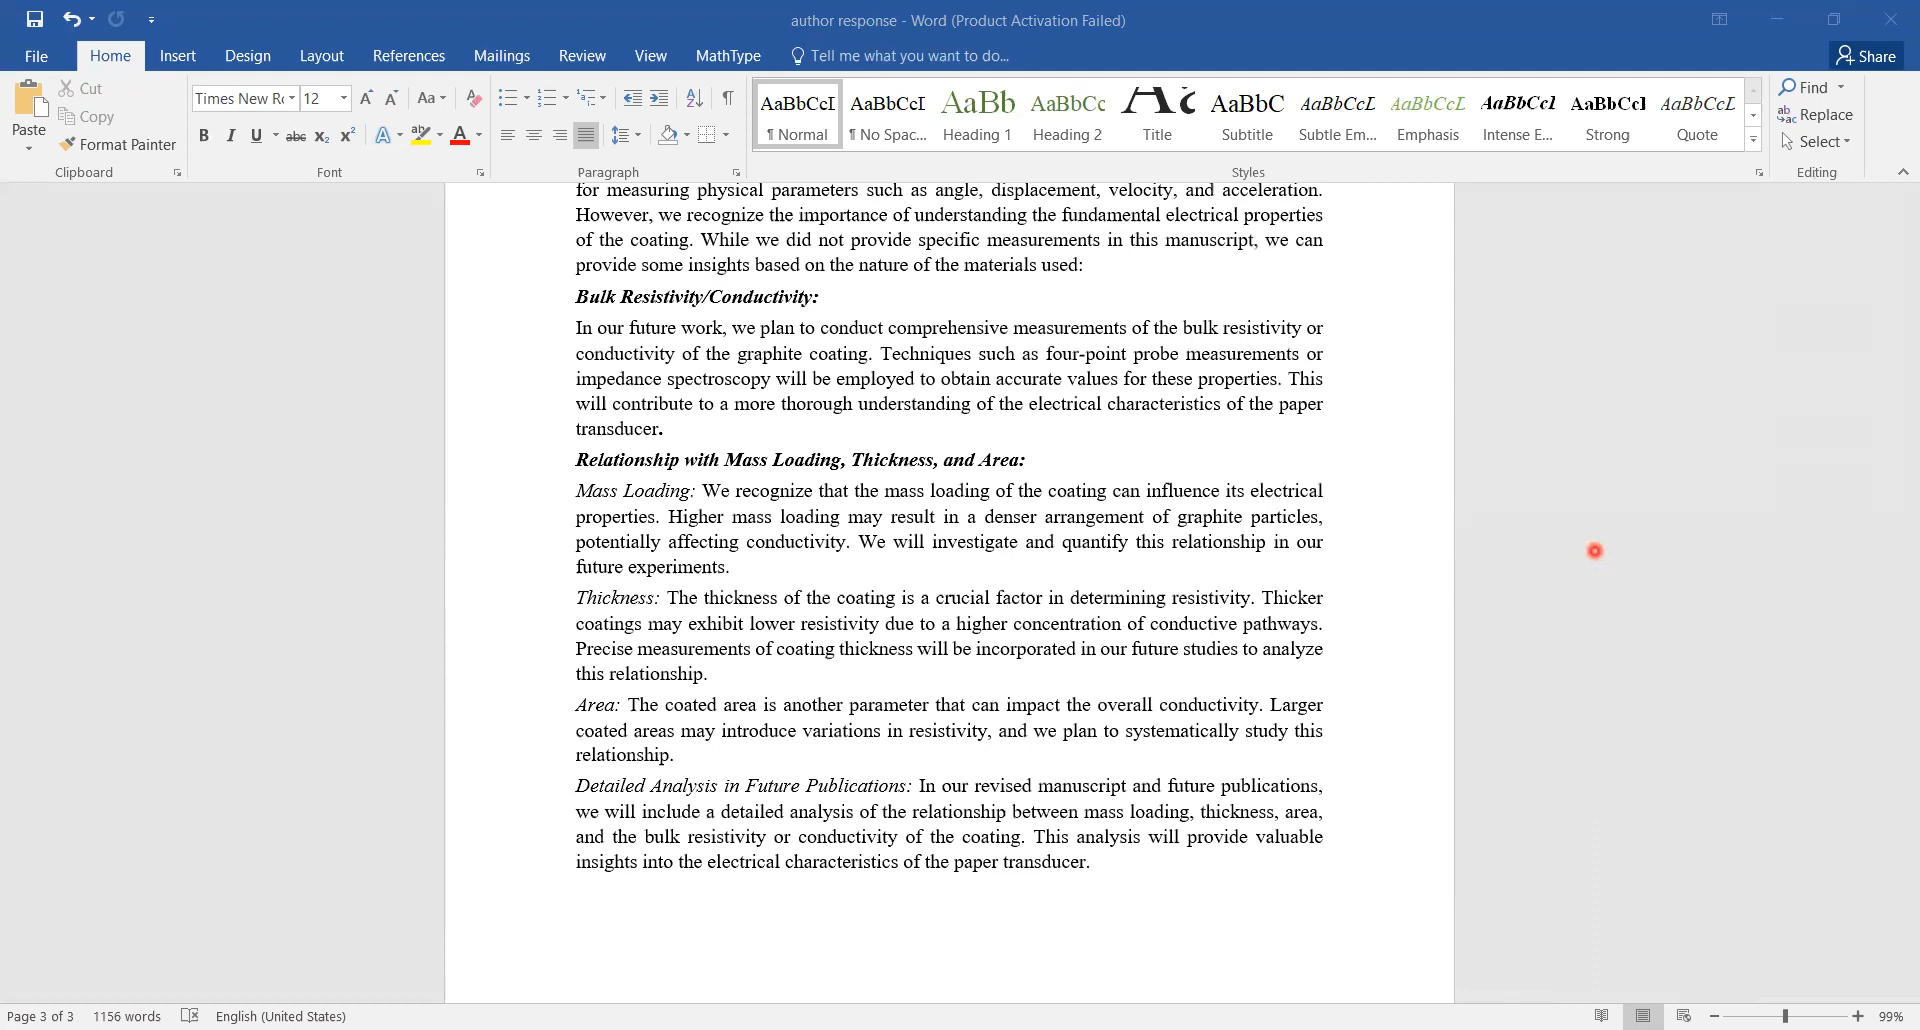 author response - Word (Product Activation Failed)
File Home Insert Design Layout References Mailings Review View MathType Tell me what you want to do... Share
Paste Cut Copy Format Painter
Times New Ro 12 Aa
B I U abc x₂ x² A ab A
AaBbCcI AaBbCcI AaBb AaBbCc AaBbC AaBbCcL AaBbCcL AaBbCcI AaBbCcI AaBbCcL
¶ Normal ¶ No Spac... Heading 1 Heading 2 Title Subtitle Subtle Em... Emphasis Intense E... Strong Quote
Find
Replace
Select
Clipboard Font Paragraph Styles Editing
for measuring physical parameters such as angle, displacement, velocity, and acceleration.
However, we recognize the importance of understanding the fundamental electrical properties
of the coating. While we did not provide specific measurements in this manuscript, we can
provide some insights based on the nature of the materials used:
Bulk Resistivity/Conductivity:
In our future work, we plan to conduct comprehensive measurements of the bulk resistivity or
conductivity of the graphite coating. Techniques such as four-point probe measurements or
impedance spectroscopy will be employed to obtain accurate values for these properties. This
will contribute to a more thorough understanding of the electrical characteristics of the paper
transducer.
Relationship with Mass Loading, Thickness, and Area:
Mass Loading: We recognize that the mass loading of the coating can influence its electrical
properties. Higher mass loading may result in a denser arrangement of graphite particles,
potentially affecting conductivity. We will investigate and quantify this relationship in our
future experiments.
Thickness: The thickness of the coating is a crucial factor in determining resistivity. Thicker
coatings may exhibit lower resistivity due to a higher concentration of conductive pathways.
Precise measurements of coating thickness will be incorporated in our future studies to analyze
this relationship.
Area: The coated area is another parameter that can impact the overall conductivity. Larger
coated areas may introduce variations in resistivity, and we plan to systematically study this
relationship.
Detailed Analysis in Future Publications: In our revised manuscript and future publications,
we will include a detailed analysis of the relationship between mass loading, thickness, area,
and the bulk resistivity or conductivity of the coating. This analysis will provide valuable
insights into the electrical characteristics of the paper transducer.
Page 3 of 3 1156 words English (United States) 99%